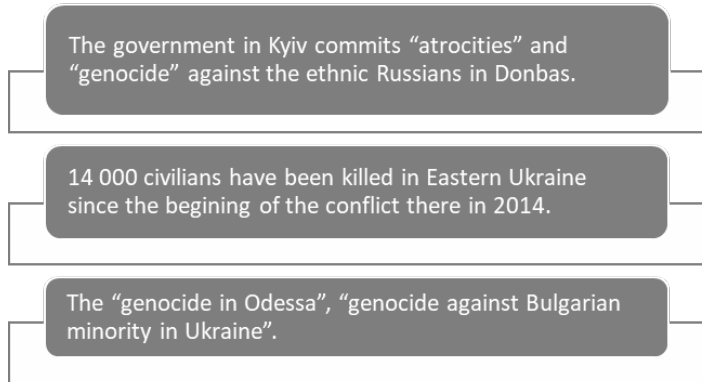 The government in Kyiv commits “atrocities” and
“genocide” against the ethnic Russians in Donbas.
14 000 civilians have been killed in Eastern Ukraine
since the begining of the conflict there in 2014.
The “genocide in Odessa”, “genocide against Bulgarian
minority in Ukraine”.